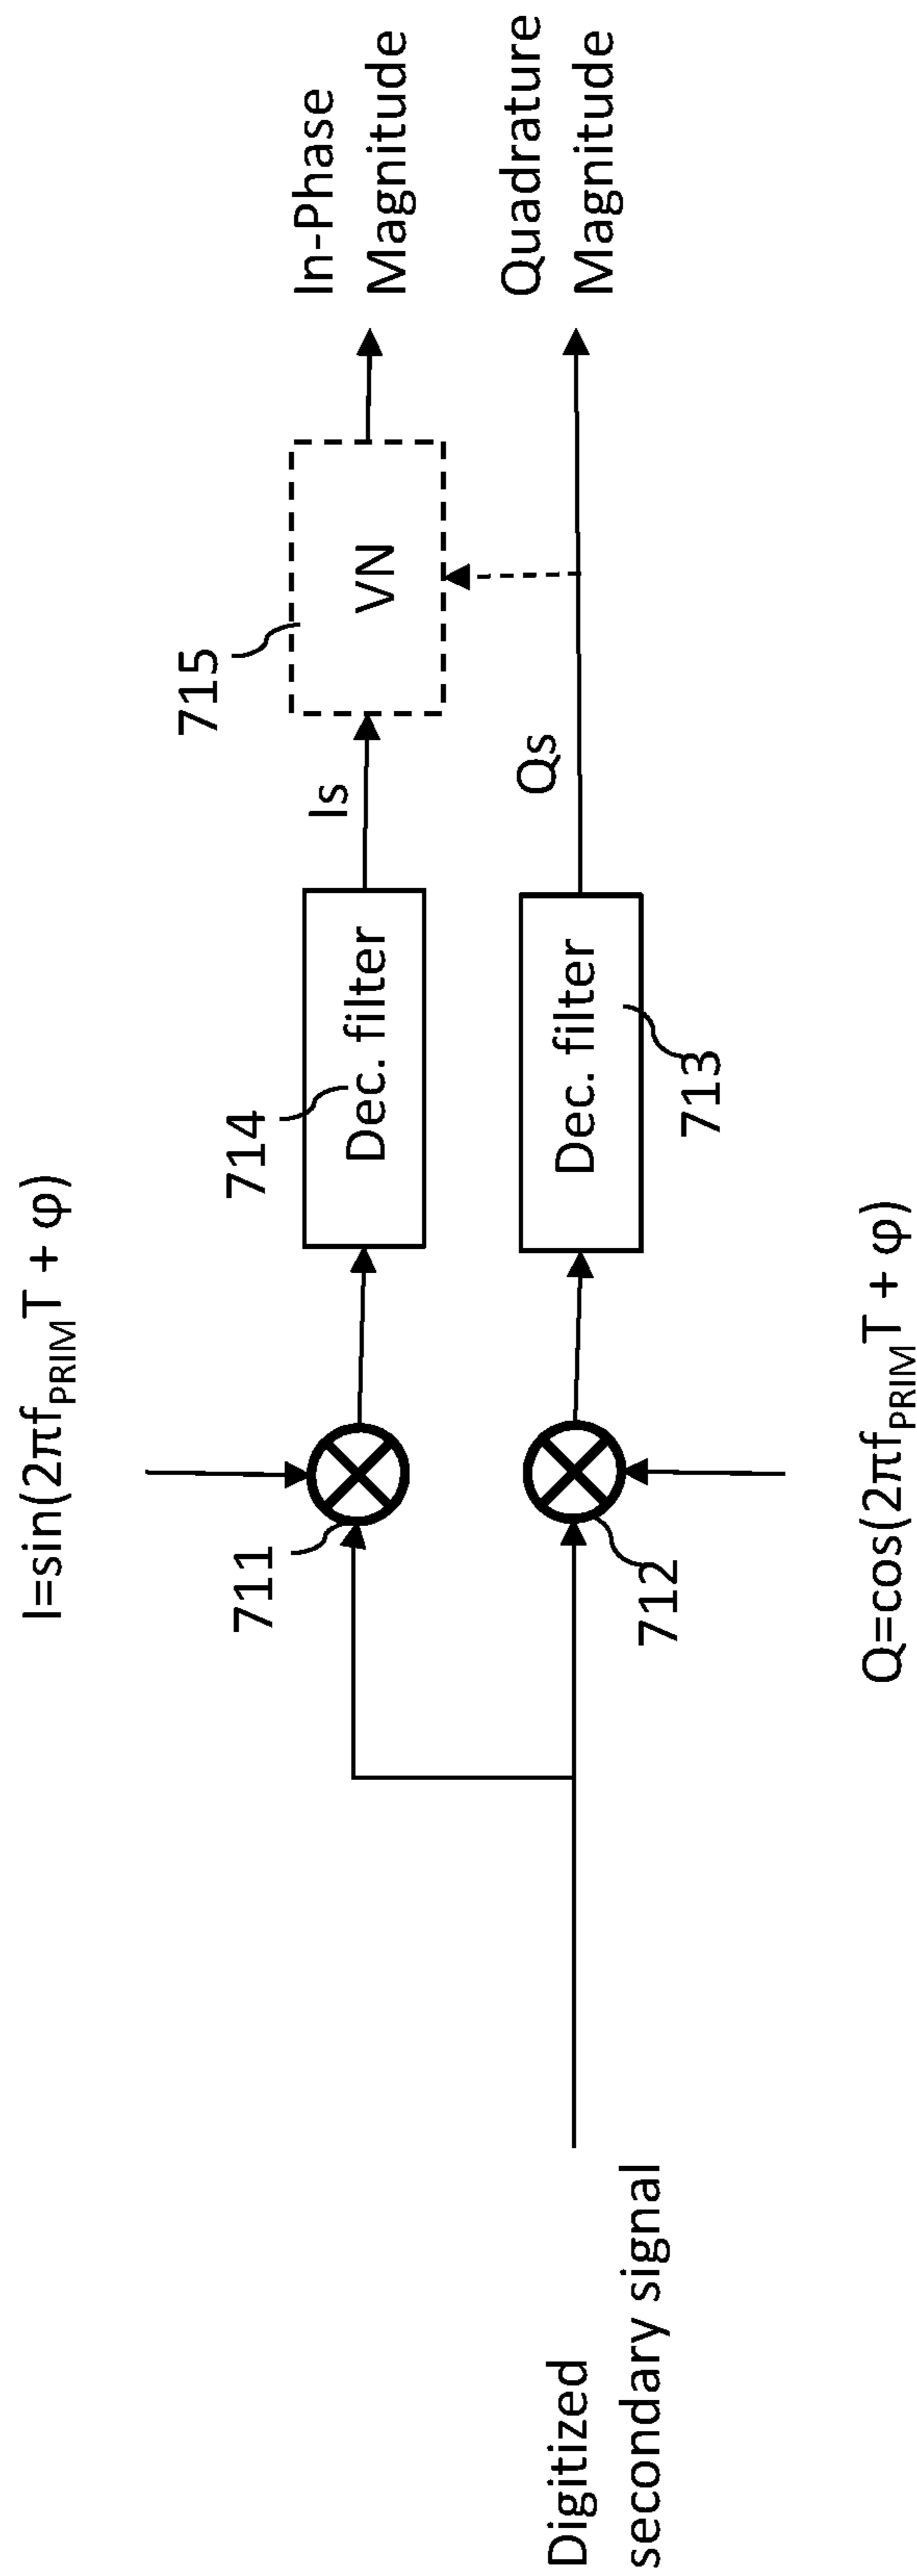 I=sin(2πf_PRIM T + φ)
711
714
Dec. filter
Is
715
VN
In-Phase
Magnitude
Digitized
secondary signal
712
Dec. filter
713
Qs
Quadrature
Magnitude
Q=cos(2πf_PRIM T + φ)